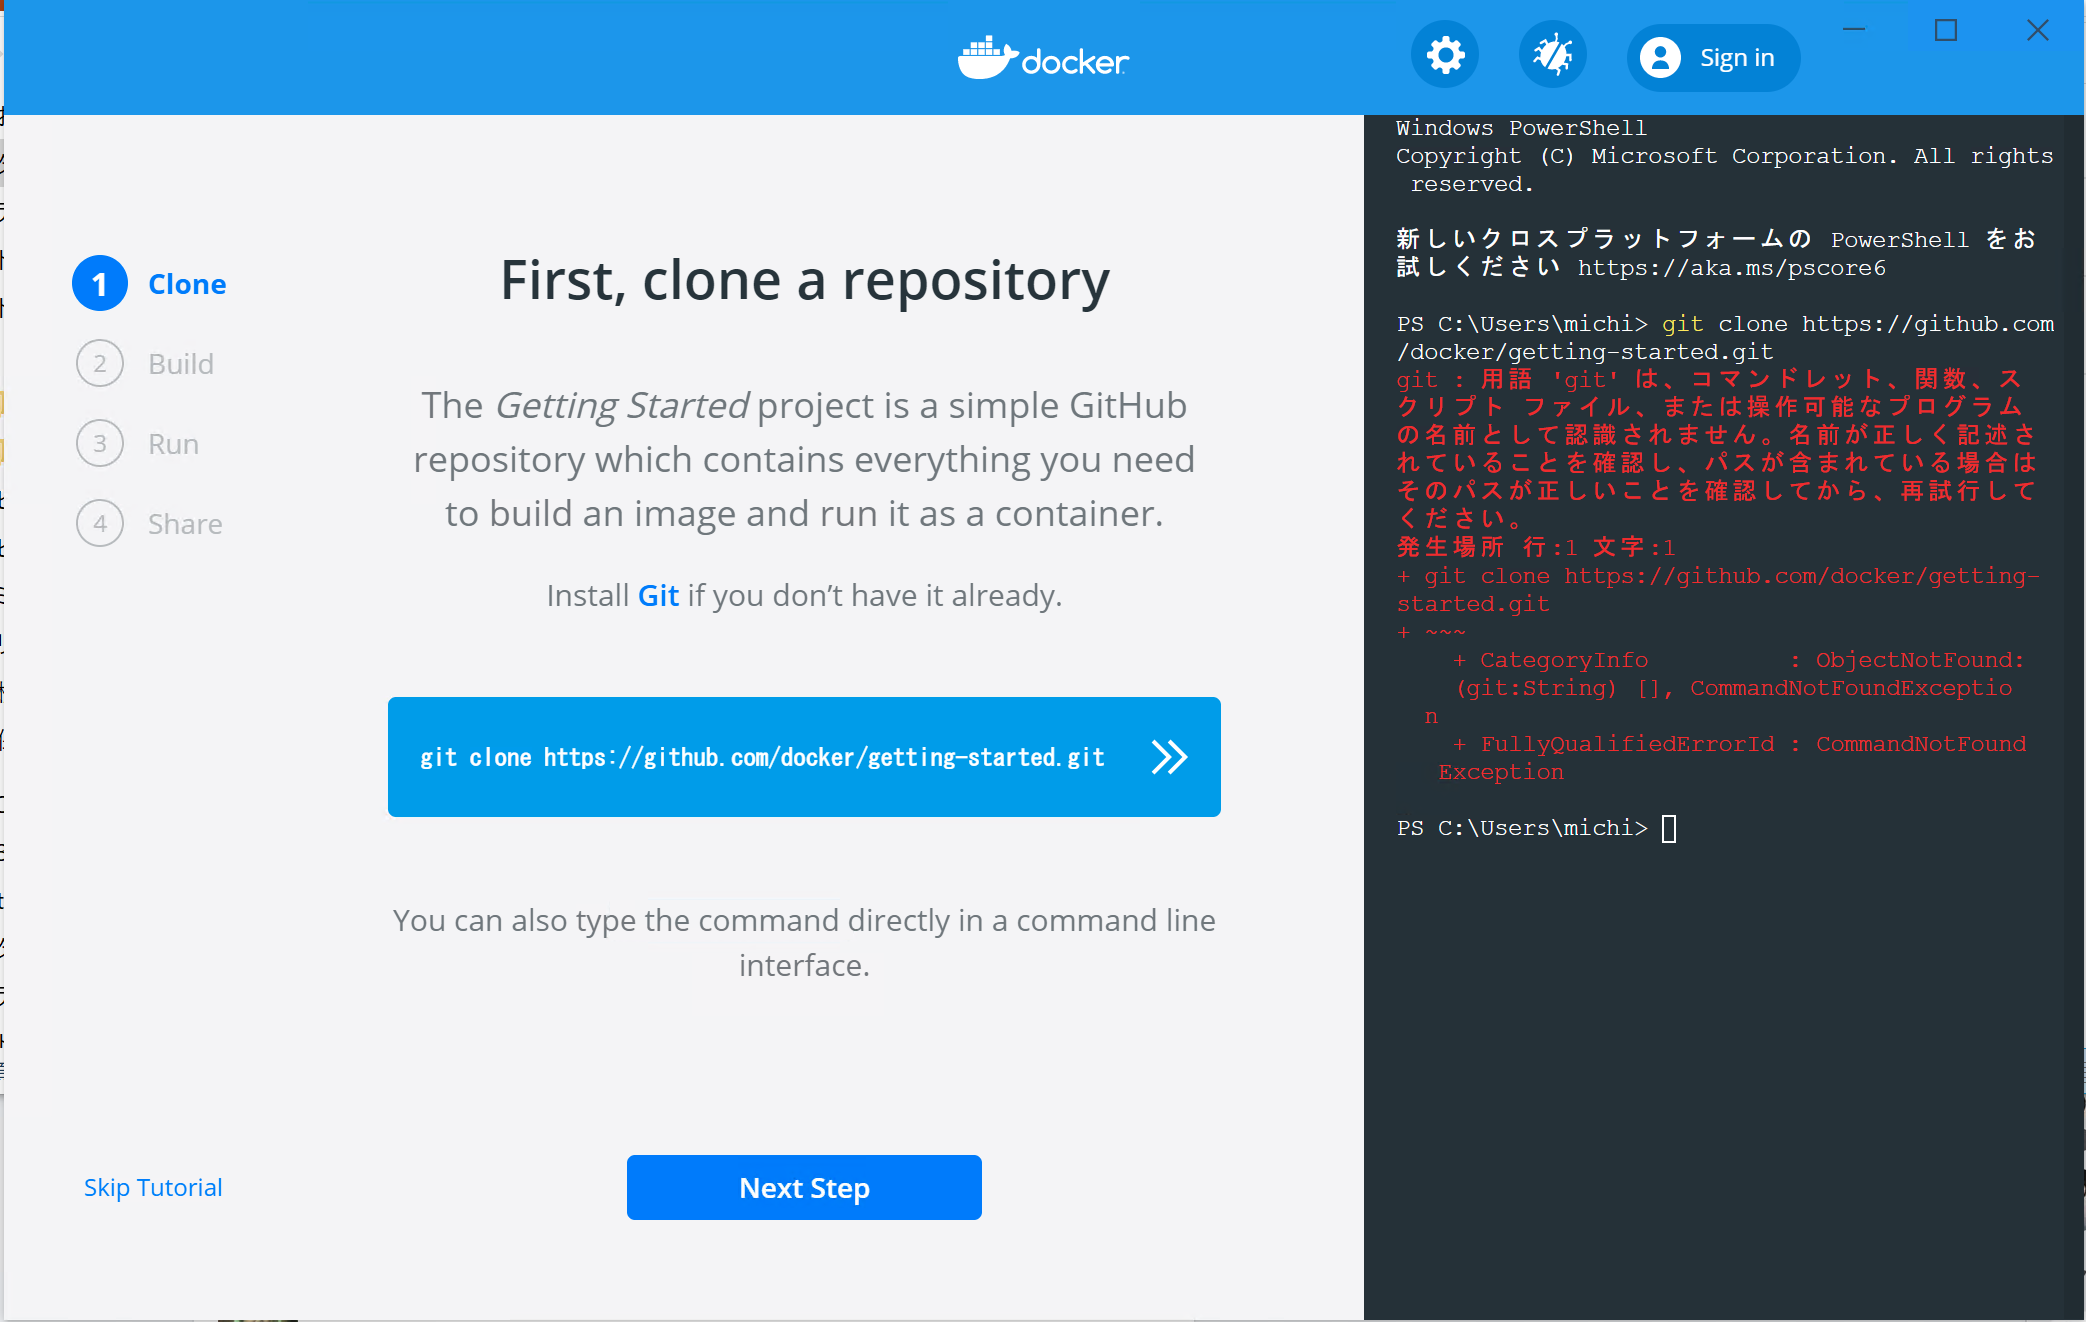 docker
Sign in
1 Clone
2 Build
3 Run
4 Share
Skip Tutorial
First, clone a repository
The Getting Started project is a simple GitHub
repository which contains everything you need
to build an image and run it as a container.
Install Git if you don’t have it already.
git clone https://github.com/docker/getting-started.git
You can also type the command directly in a command line
interface.
Next Step
Windows PowerShell
Copyright (C) Microsoft Corporation. All rights
reserved.
新しいクロスプラットフォームの PowerShell をお
試しください https://aka.ms/pscore6
PS C:\Users\michi> git clone https://github.com
/docker/getting-started.git
git : 用語 'git' は、コマンドレット、関数、ス
クリプト ファイル、または操作可能なプログラム
の名前として認識されません。名前が正しく記述さ
れていることを確認し、パスが含まれている場合は
そのパスが正しいことを確認してから、再試行して
ください。
発生場所 行:1 文字:1
+ git clone https://github.com/docker/getting-
started.git
+ ~~~
+ CategoryInfo : ObjectNotFound:
(git:String) [], CommandNotFoundExceptio
n
+ FullyQualifiedErrorId : CommandNotFound
Exception
PS C:\Users\michi>